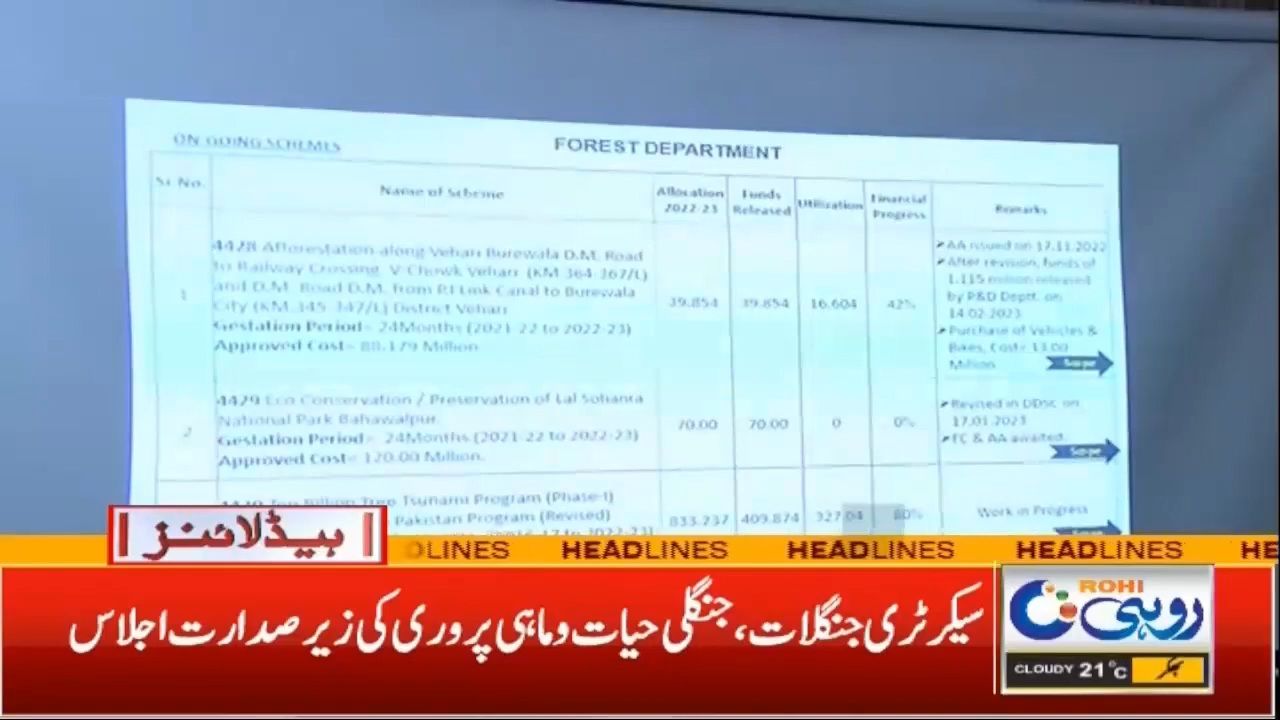 ON-GOING SCHEMES
FOREST DEPARTMENT
Sr. No.
Name of Scheme
Allocation 2022-23
Funds Released
Utilization
Financial Progress
Remarks
1
4428 Afforestation along Vehari Burewala D.M. Road
to Railway Crossing V-Chowk Vehari (KM 364-367/L)
and D.M. Road D.M. from P.I Link Canal to Burewala
City (KM 345-347/L) District Vehari
Gestation Period:- 24Months (2021-22 to 2022-23)
Approved Cost:- 88.179 Million.
39.854
39.854
16.604
42%
AA issued on 17.11.2022
After revision, funds of
1.115 million released
by P&D Deptt. on
14.02.2023
Purchase of Vehicles &
Bikes, Cost= 13.00
Million
Scope
2
4429 Eco Conservation / Preservation of Lal Sohanra
National Park Bahawalpur.
Gestation Period:- 24Months (2021-22 to 2022-23)
Approved Cost:- 120.00 Million.
70.00
70.00
0
0%
Revised in DDSC on
17.01.2023
FC & AA awaited.
Scope
Ten Billion Tree Tsunami Program (Phase-I)
Pakistan Program (Revised)
833.237
409.874
327.04
80%
Work in Progress
ہیڈلائنز
DLINES HEADLINES HEADLINES HEADLINES HE
سیکرٹری جنگلات، جنگلی حیات و ماہی پروری کی زیر صدارت اجلاس
ROHI
روہی
CLOUDY 21°C
بھکر